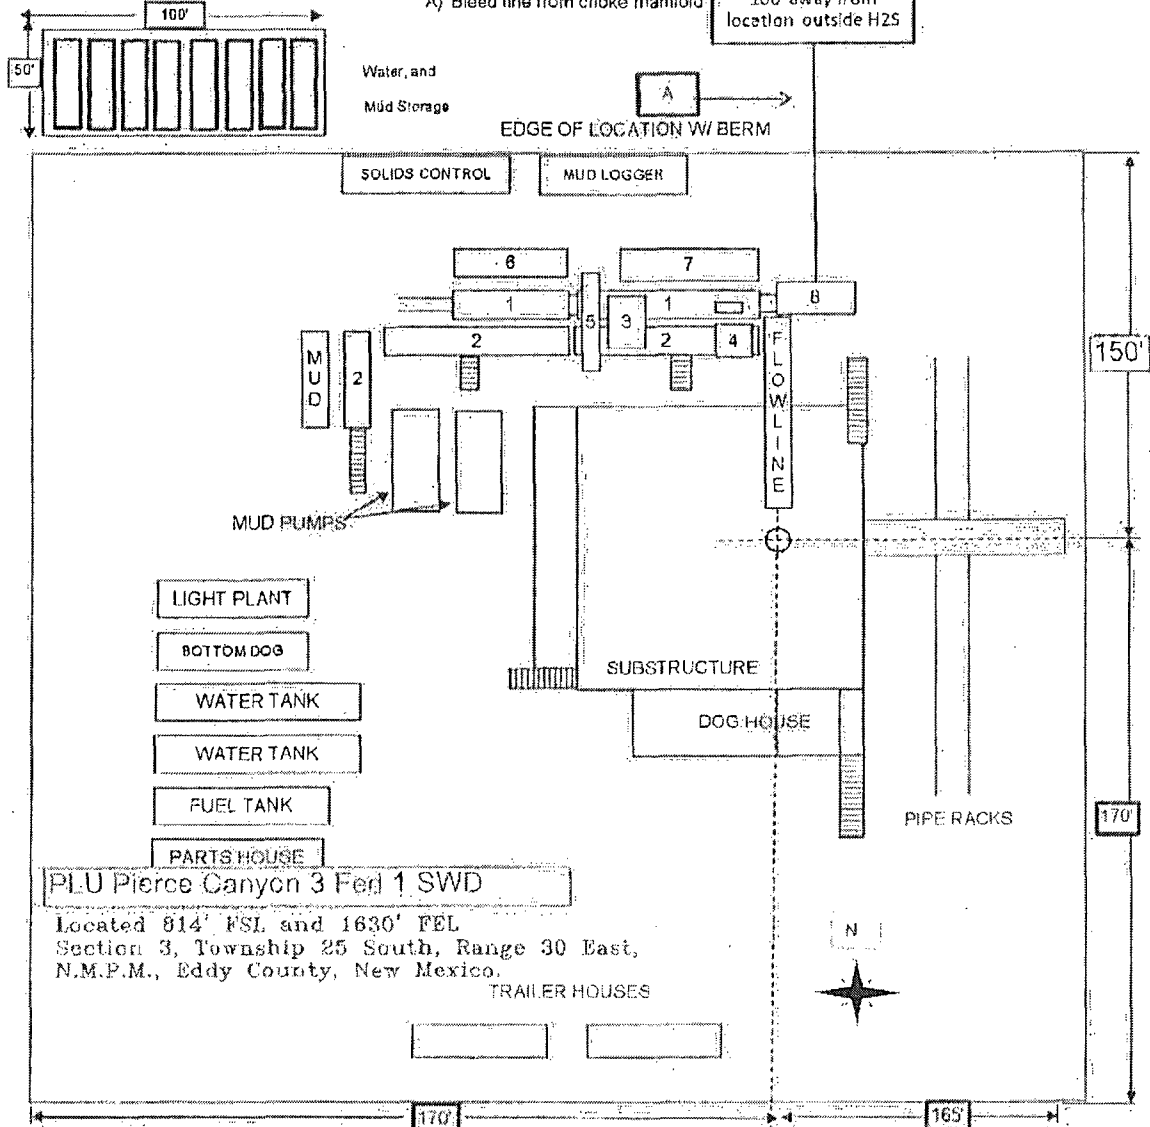 A) Bleed line from choke manifold
100' away from
location outside H2S
100'
50'
Water, and
Mud Storage
A
EDGE OF LOCATION W/ BERM
SOLIDS CONTROL
MUD LOGGER
6
7
1
1
8
5
3
2
2
4
MUD
2
FLOWLINE
150'
MUD PUMPS
LIGHT PLANT
BOTTOM DOG
WATER TANK
SUBSTRUCTURE
DOG HOUSE
WATER TANK
FUEL TANK
PIPE RACKS
170'
PARTS HOUSE
PLU Pierce Canyon 3 Fed 1 SWD
Located 814' FSL and 1630' FEL
Section 3, Township 25 South, Range 30 East,
N.M.P.M., Eddy County, New Mexico.
N
TRAILER HOUSES
170'
165'